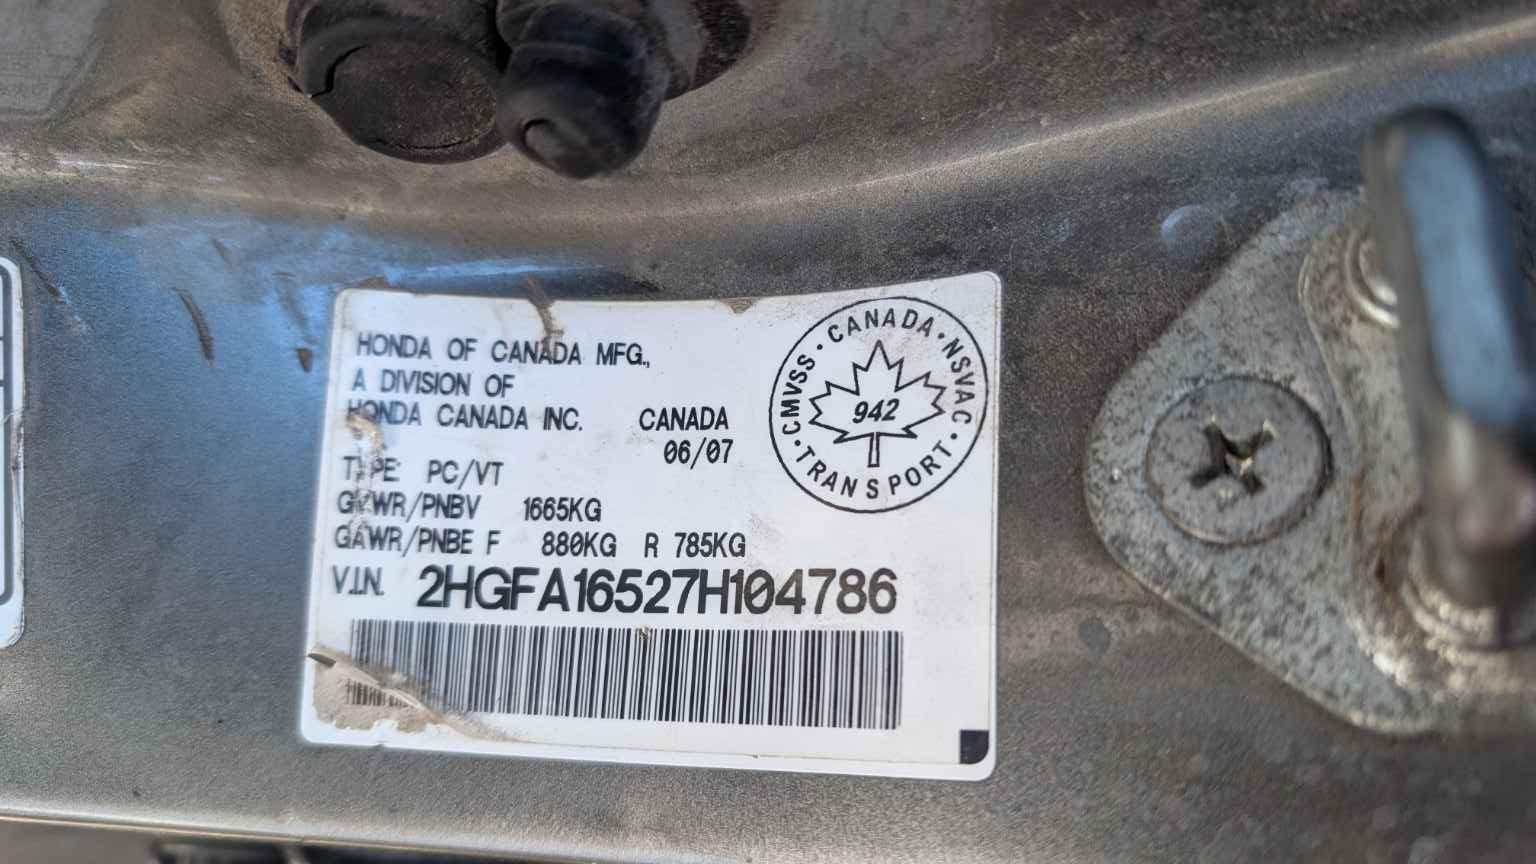 HONDA OF CANADA MFG.,
A DIVISION OF
HONDA CANADA INC. CANADA
06/07
TYPE: PC/VT
GVWR/PNBV 1665KG
GAWR/PNBE F 880KG R 785KG
V.I.N. 2HGFA16527H104786
·CANADA·NSVAC·TRANSPORT·CMVSS
942